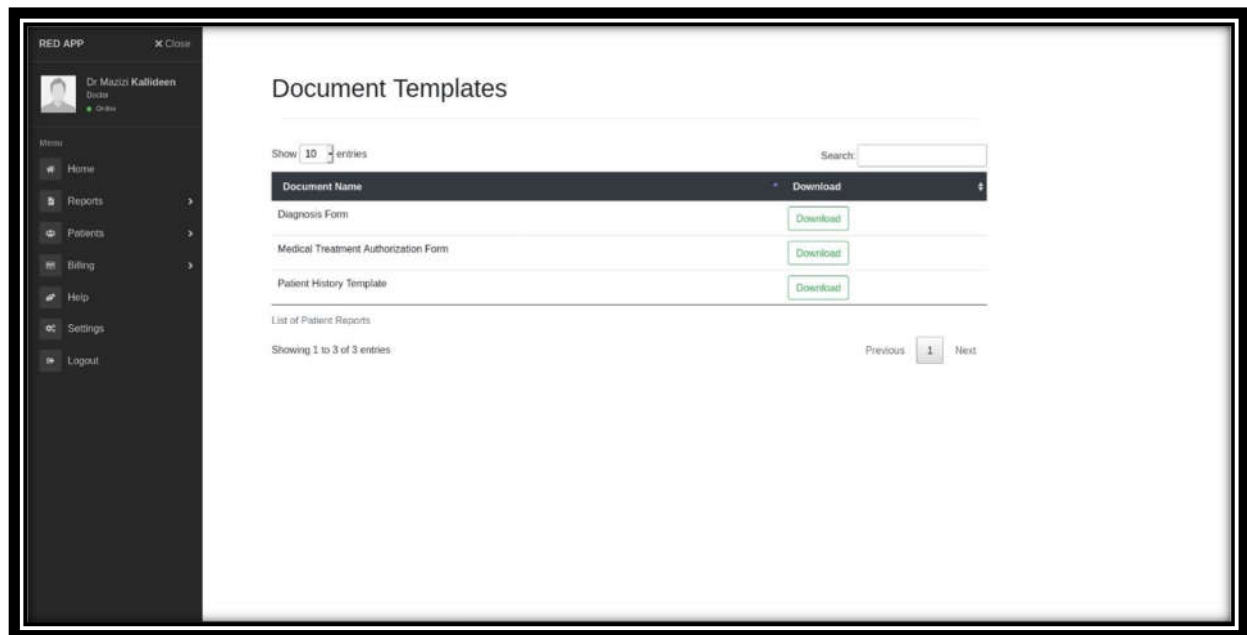 RED APP
✕ Close
Dr Mazizi Kallideen
Doctor
Online
Menu
Home
Reports
Patients
Billing
Help
Settings
Logout
Document Templates
Show 10 entries
Search:
Document Name Download
Diagnosis Form Download
Medical Treatment Authorization Form Download
Patient History Template Download
List of Patient Reports
Showing 1 to 3 of 3 entries
Previous 1 Next